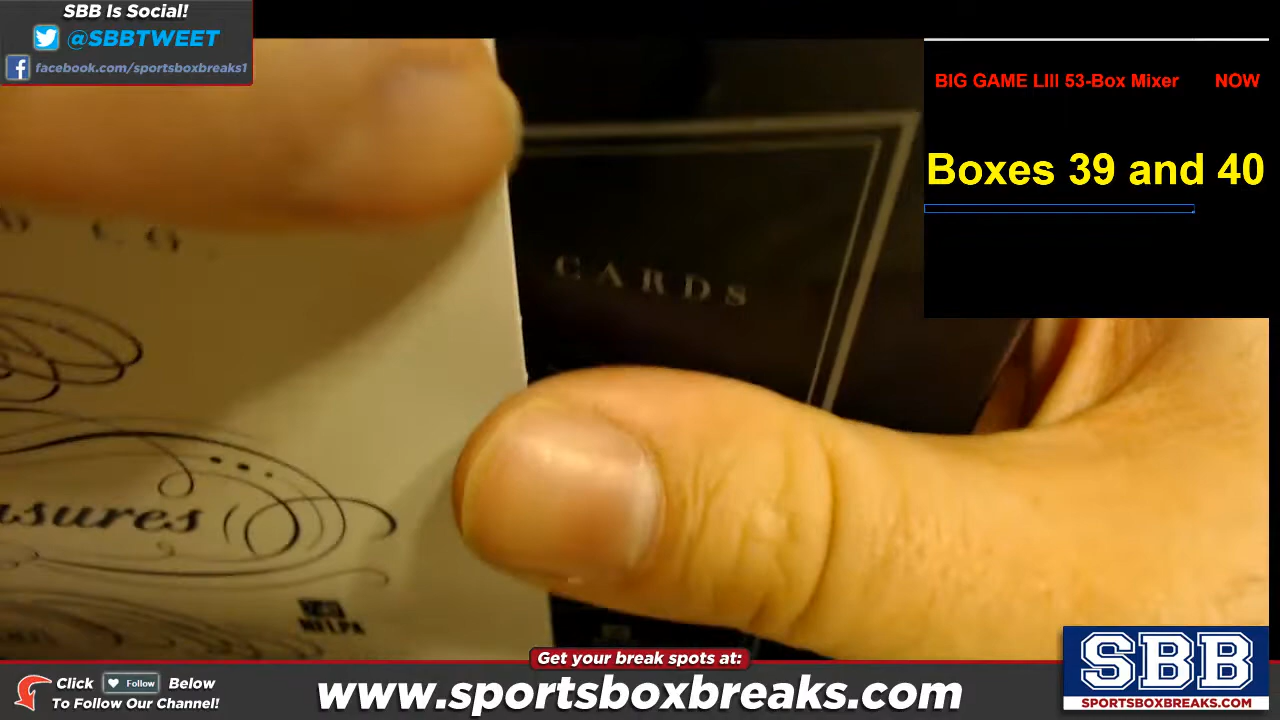 SBB Is Social!
@SBBTWEET
facebook.com/sportsboxbreaks1
BIG GAME LIII 53-Box Mixer NOW
Boxes 39 and 40
CARDS
asures
NFLPA
Get your break spots at:
Click Follow Below
To Follow Our Channel!
www.sportsboxbreaks.com
SBB
SPORTSBOXBREAKS.COM